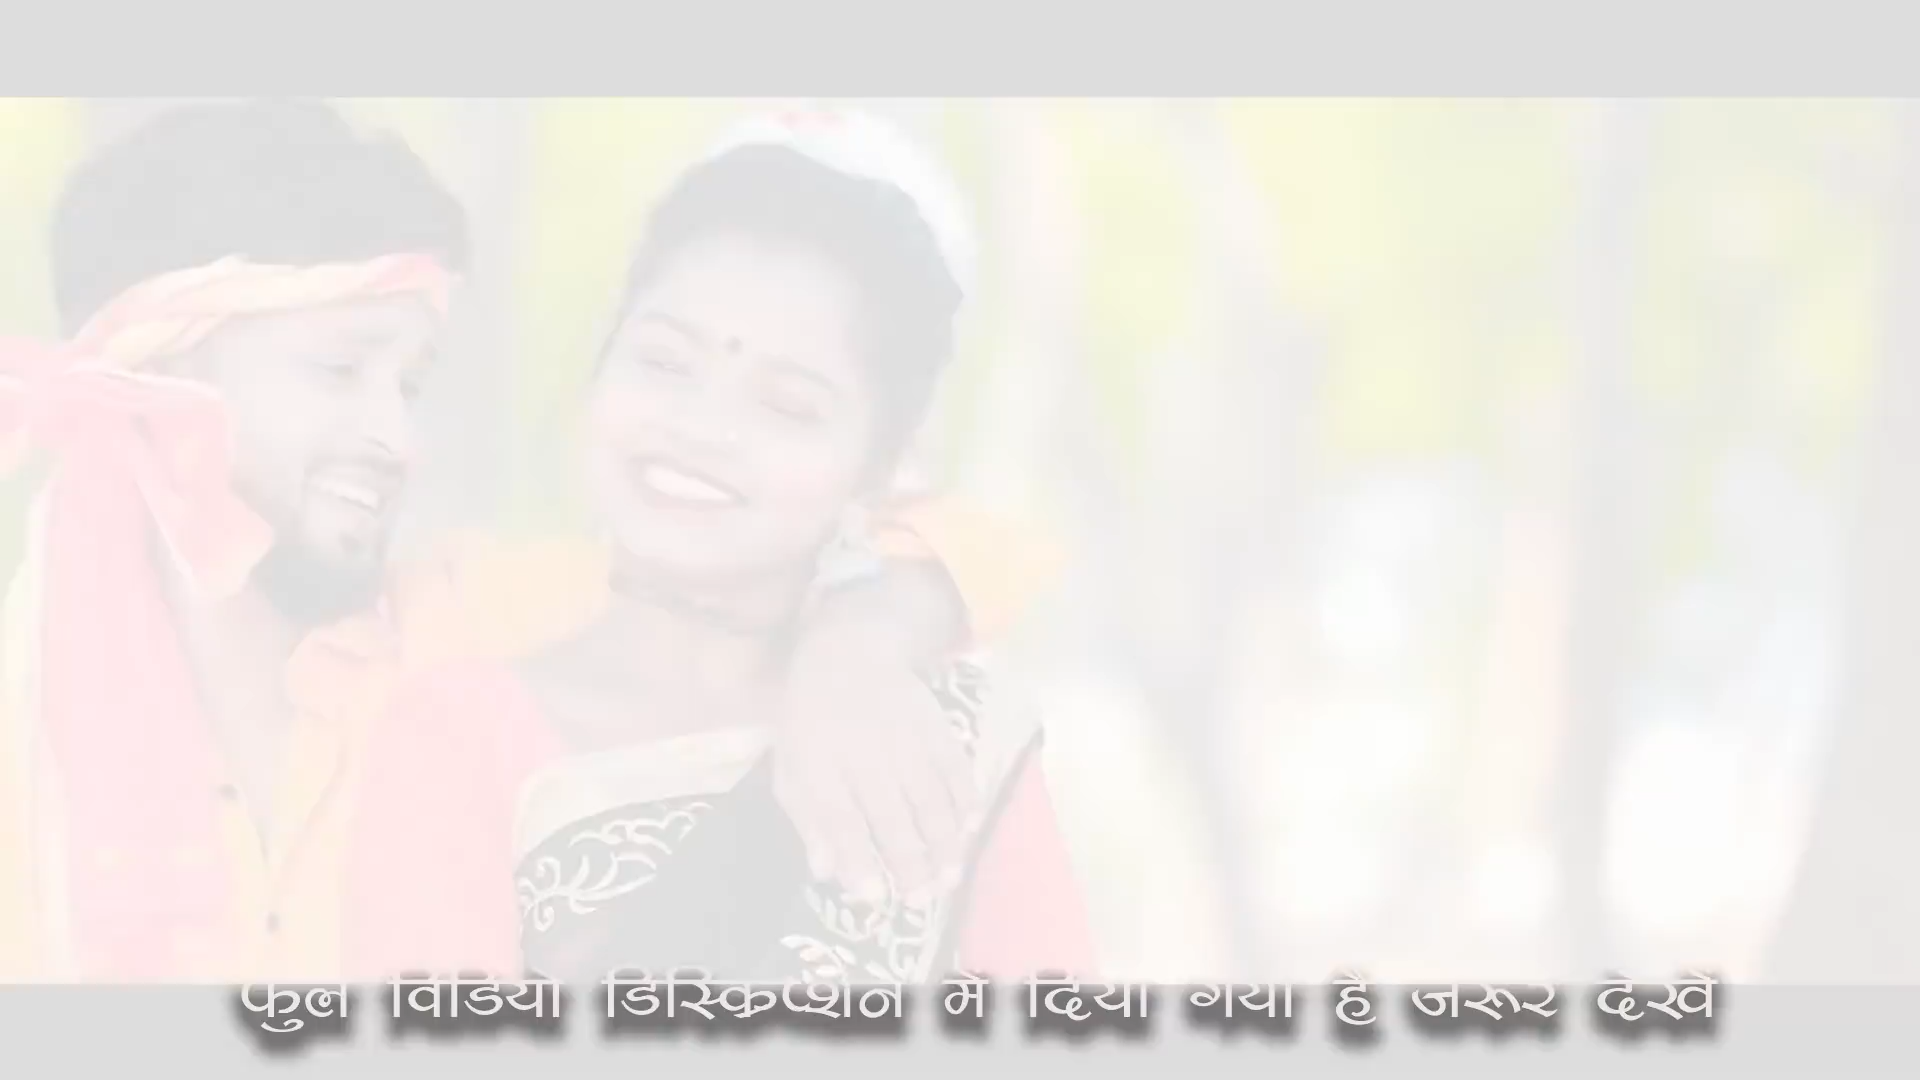 फुल विडियो डिस्क्रिप्शन में दिया गया है जरूर देखें